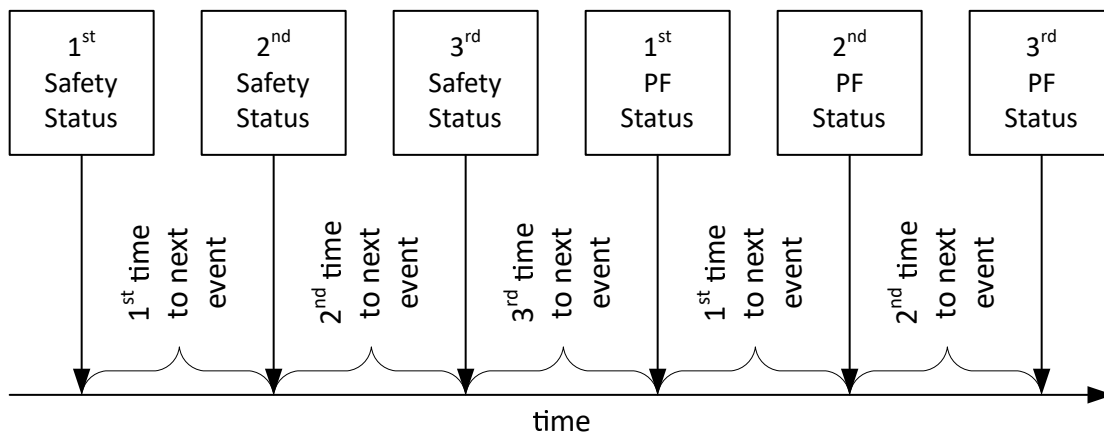 1st
Safety
Status
2nd
Safety
Status
3rd
Safety
Status
1st
PF
Status
2nd
PF
Status
3rd
PF
Status
1st time
to next
event
2nd time
to next
event
3rd time
to next
event
1st time
to next
event
2nd time
to next
event
time